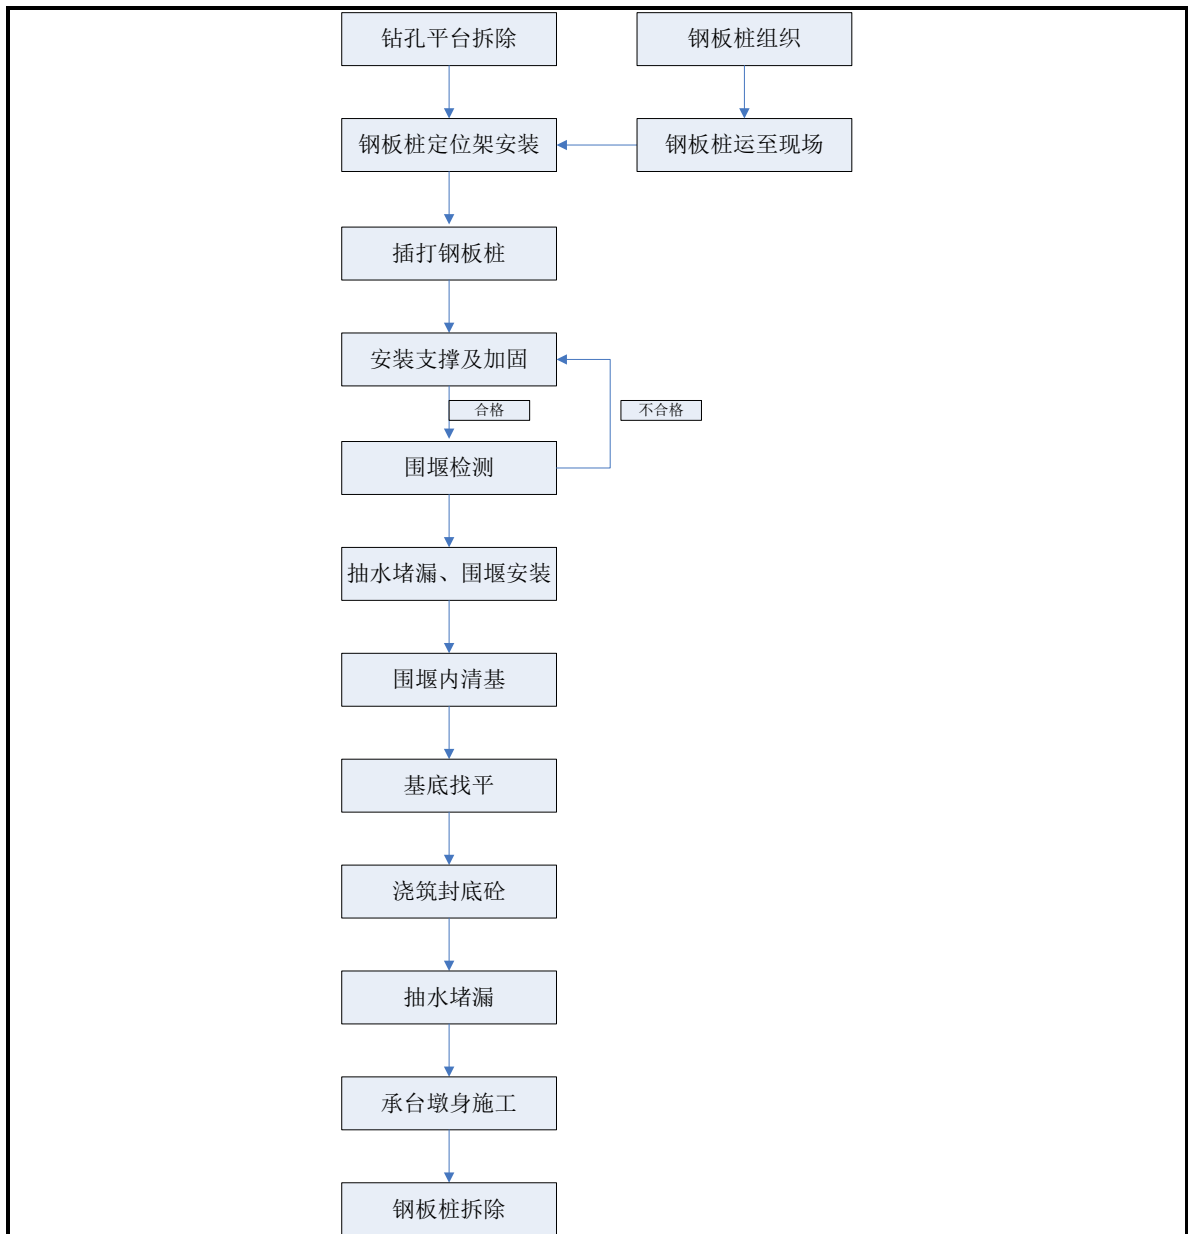 钻孔平台拆除
钢板桩组织
钢板桩定位架安装
钢板桩运至现场
插打钢板桩
安装支撑及加固
合格
不合格
围堰检测
抽水堵漏、围堰安装
围堰内清基
基底找平
浇筑封底砼
抽水堵漏
承台墩身施工
钢板桩拆除